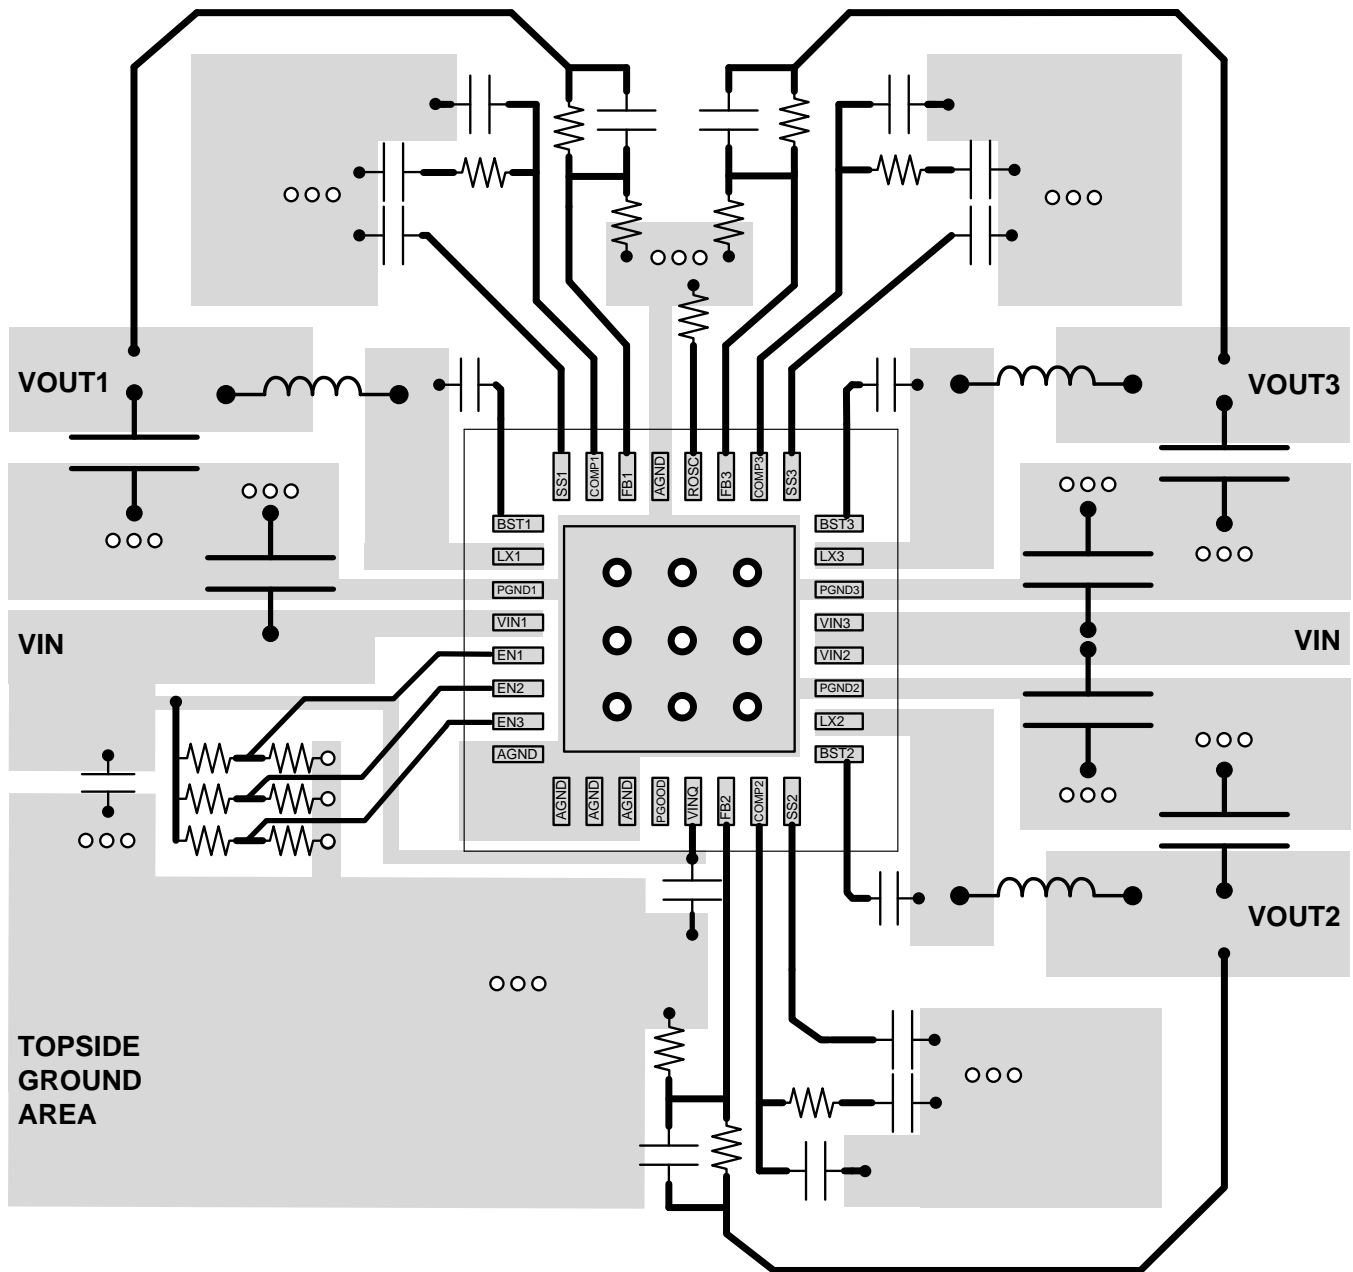 VOUT1
VOUT3
SS1
COMP1
FB1
AGND
ROSC
FB3
COMP3
SS3
BST1
LX1
PGND1
VIN1
EN1
EN2
EN3
AGND
BST3
LX3
PGND3
VIN3
VIN2
PGND2
LX2
BST2
VIN
VIN
AGND
AGND
AGND
PGOOD
VINQ
FB2
COMP2
SS2
VOUT2
TOPSIDE
GROUND
AREA